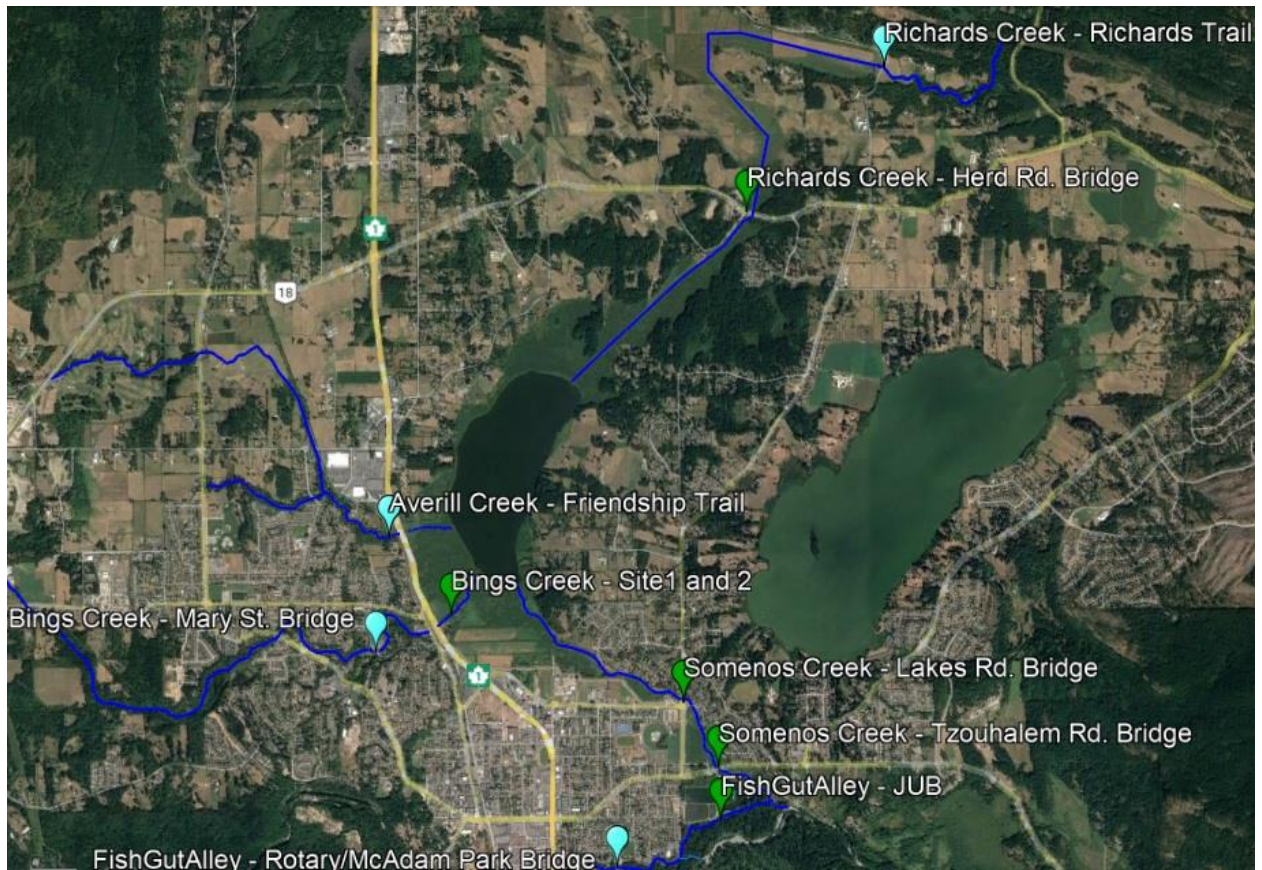 Richards Creek - Richards Trail
Richards Creek - Herd Rd. Bridge
1
18
Averill Creek - Friendship Trail
Bings Creek - Site1 and 2
Bings Creek - Mary St. Bridge
1
Somenos Creek - Lakes Rd. Bridge
Somenos Creek - Tzouhalem Rd. Bridge
FishGutAlley - JUB
FishGutAlley - Rotary/McAdam Park Bridge